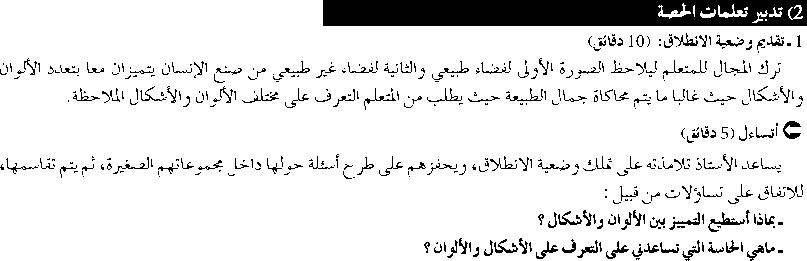 2) تدبير تعلمات الحصة
1 ـ تقديم وضعية الانطلاق: (10 دقائق)
ترك المجال للمتعلم ليلاحظ الصورة الأولى لفضاء طبيعي والثانية لفضاء غير طبيعي من صنع الإنسان يتميزان معا بتعدد الألوان
والأشكال حيث غالبا ما يتم محاكاة جمال الطبيعة حيث يطلب من المتعلم التعرف على مختلف الألوان والأشكال الملاحظة.
أتساءل (5 دقائق)
يساعد الأستاذ تلامذته على تملك وضعية الانطلاق، ويحفزهم على طرح أسئلة حولها داخل مجموعاتهم الصغيرة، ثم يتم تقاسمها،
للاتفاق على تساؤلات من قبيل :
ـ بماذا أستطيع التمييز بين الألوان والأشكال ؟
ـ ماهي الحاسة التي تساعدني على التعرف على الأشكال والألوان ؟